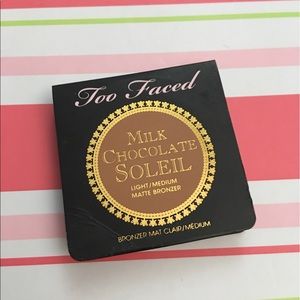 Too Faced
MILK
CHOCOLATE
SOLEIL
LIGHT/MEDIUM
MATTE BRONZER
BRONZER MAT CLAIR/MEDIUM